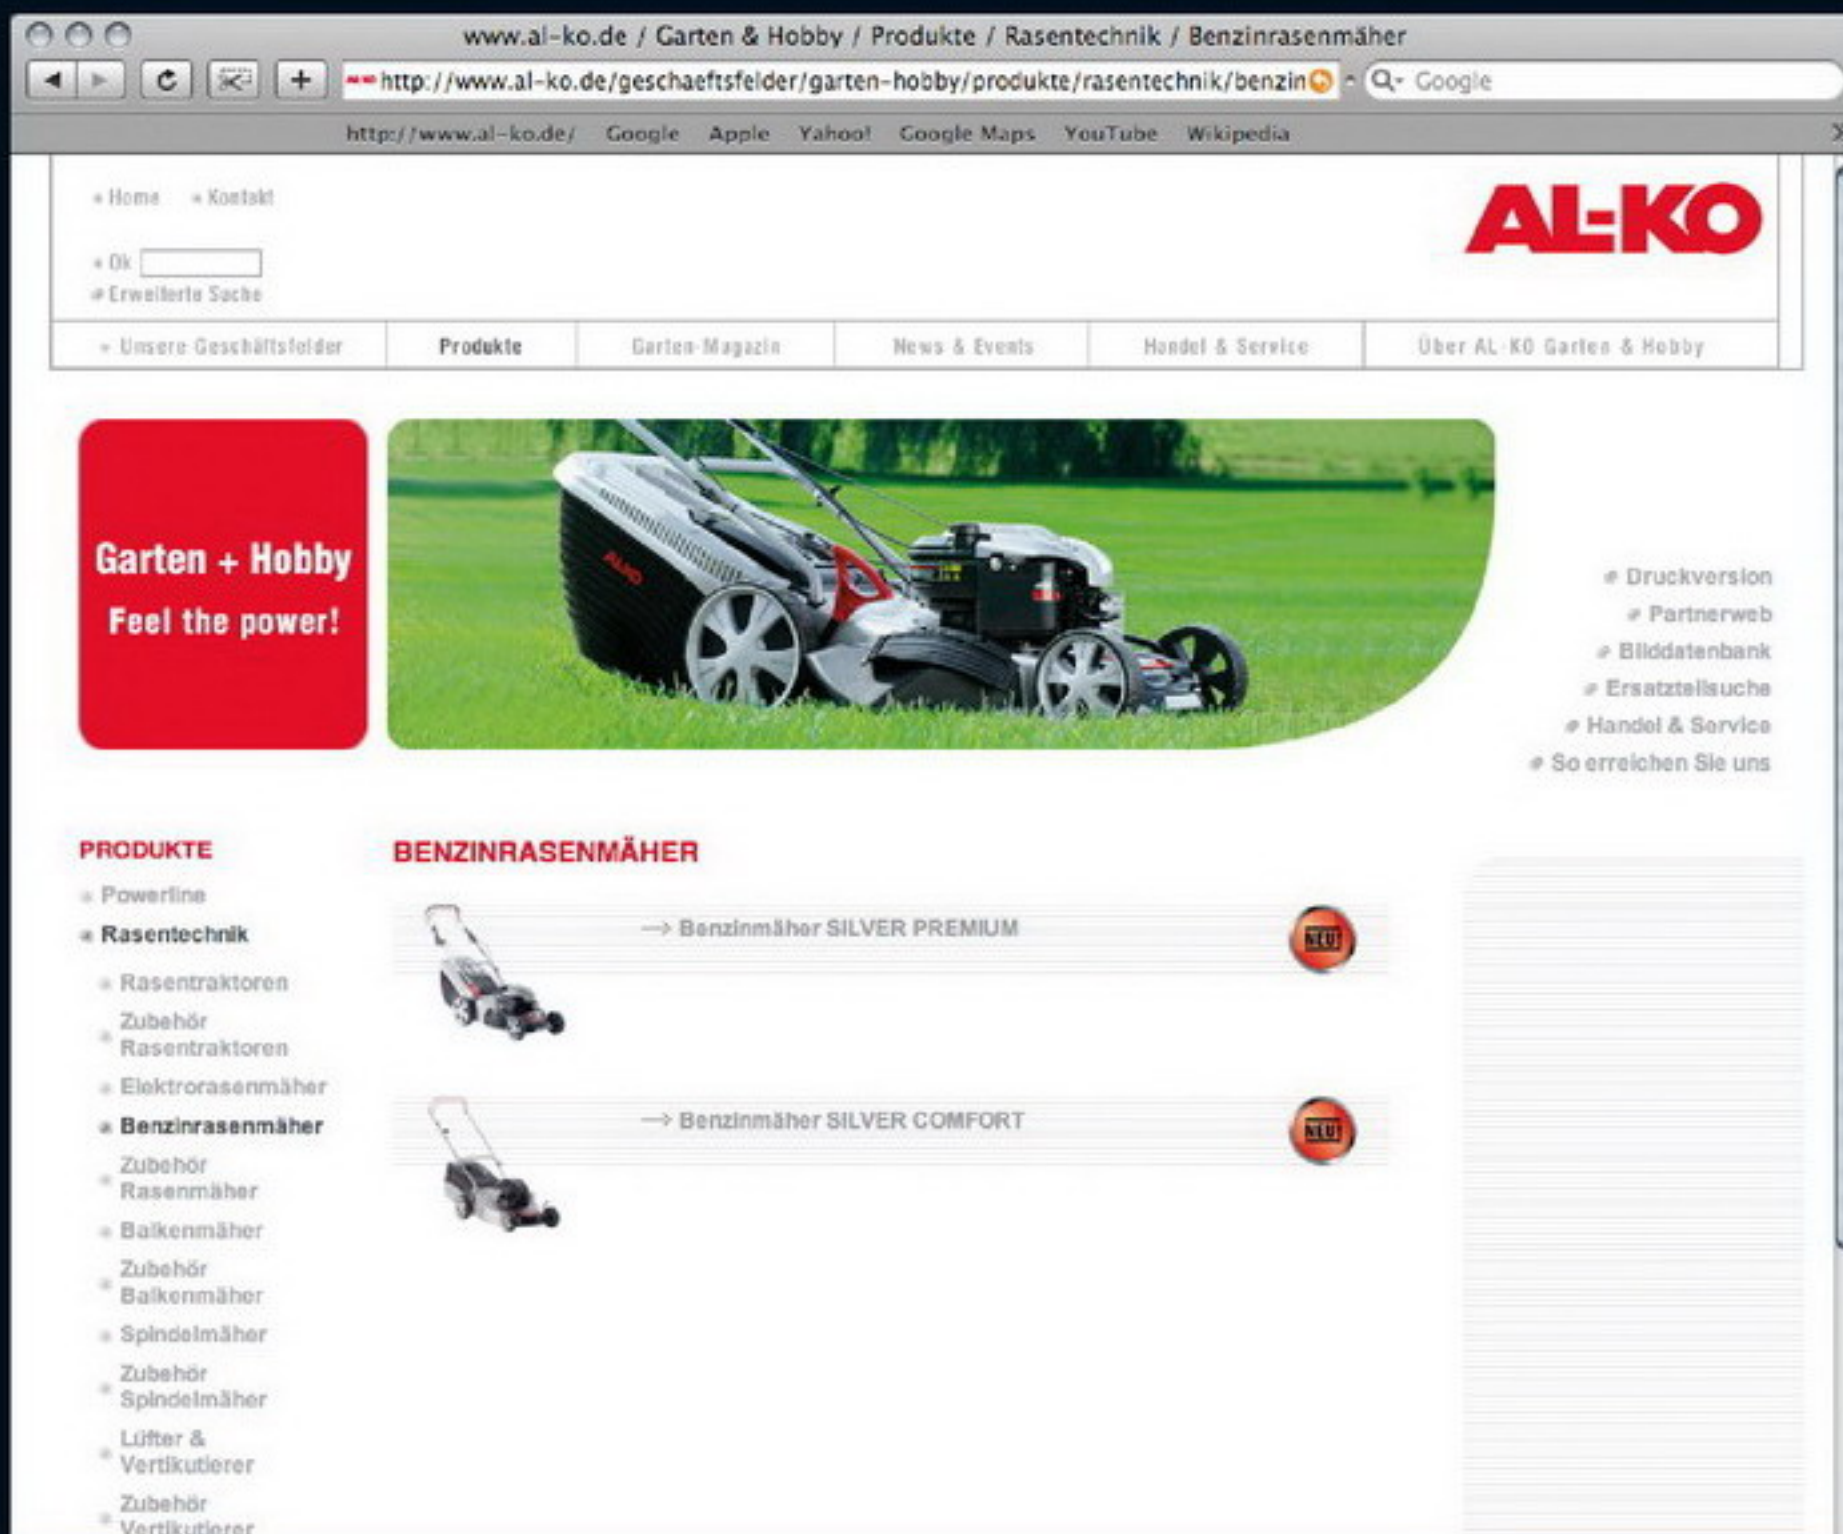 www.al-ko.de / Garten & Hobby / Produkte / Rasentechnik / Benzinrasenmäher
http://www.al-ko.de/geschaeftsfelder/garten-hobby/produkte/rasentechnik/benzin
Google
http://www.al-ko.de/ Google Apple Yahoo! Google Maps YouTube Wikipedia
Home Kontakt
AL-KO
Ok
Erweiterte Suche
Unsere Geschäftsfelder Produkte Garten-Magazin News & Events Handel & Service Über AL-KO Garten & Hobby
Garten + Hobby
Feel the power!
AL-KO
Druckversion
Partnerweb
Bilddatenbank
Ersatzteilsuche
Handel & Service
So erreichen Sie uns
PRODUKTE
Powerline
Rasentechnik
Rasentraktoren
Zubehör
Rasentraktoren
Elektrorasenmäher
Benzinrasenmäher
Zubehör
Rasenmäher
Balkenmäher
Zubehör
Balkenmäher
Spindelmäher
Zubehör
Spindelmäher
Lüfter &
Vertikutierer
Zubehör
Vertikutierer
BENZINRASENMÄHER
Benzinmäher SILVER PREMIUM
NEU!
Benzinmäher SILVER COMFORT
NEU!